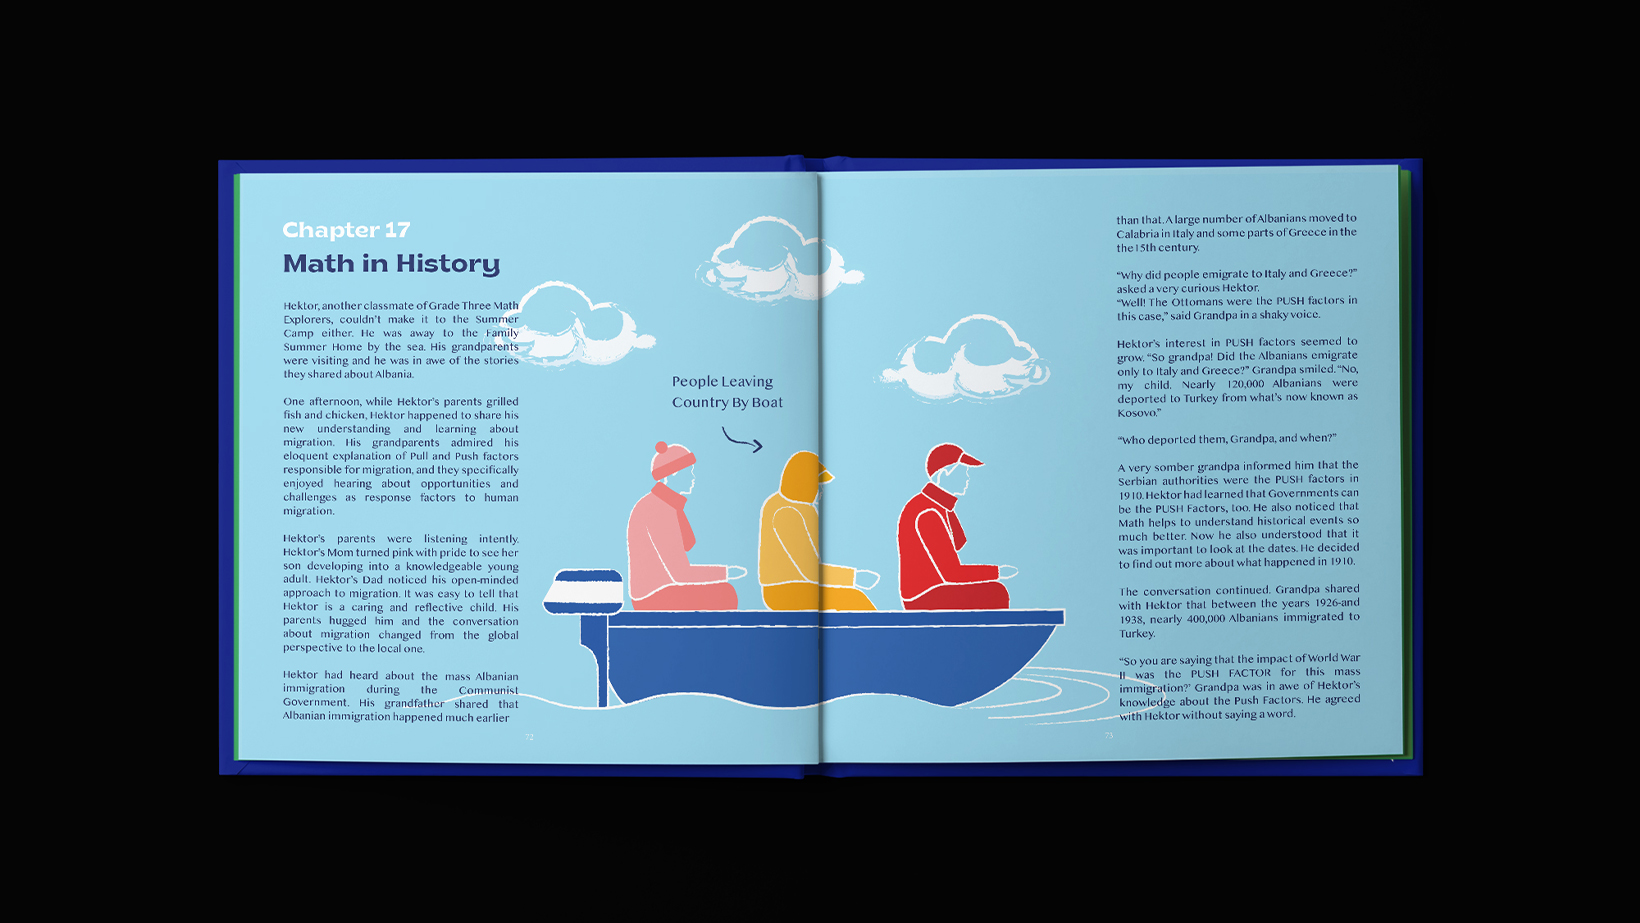 Chapter 17
Math in History
Hektor, another classmate of Grade Three Math
Explorers, couldn't make it to the Summer
Camp either. He was away to the Family
Summer Home by the sea. His grandparents
were visiting and he was in awe of the stories
they shared about Albania.
One afternoon, while Hektor's parents grilled
fish and chicken, Hektor happened to share his
new understanding and learning about
migration. His grandparents admired his
eloquent explanation of Pull and Push factors
responsible for migration, and they specifically
enjoyed hearing about opportunities and
challenges as response factors to human
migration.
Hektor's parents were listening intently.
Hektor's Mom turned pink with pride to see her
son developing into a knowledgeable young
adult. Hektor's Dad noticed his open-minded
approach to migration. It was easy to tell that
Hektor is a caring and reflective child. His
parents hugged him and the conversation
about migration changed from the global
perspective to the local one.
Hektor had heard about the mass Albanian
immigration during the Communist
Government. His grandfather shared that
Albanian immigration happened much earlier
72
People Leaving
Country By Boat
than that. A large number of Albanians moved to
Calabria in Italy and some parts of Greece in the
the 15th century.
"Why did people emigrate to Italy and Greece?"
asked a very curious Hektor.
"Well! The Ottomans were the PUSH factors in
this case," said Grandpa in a shaky voice.
Hektor's interest in PUSH factors seemed to
grow. "So grandpa! Did the Albanians emigrate
only to Italy and Greece?" Grandpa smiled. "No,
my child. Nearly 120,000 Albanians were
deported to Turkey from what's now known as
Kosovo."
"Who deported them, Grandpa, and when?"
A very somber grandpa informed him that the
Serbian authorities were the PUSH factors in
1910. Hektor had learned that Governments can
be the PUSH Factors, too. He also noticed that
Math helps to understand historical events so
much better. Now he also understood that it
was important to look at the dates. He decided
to find out more about what happened in 1910.
The conversation continued. Grandpa shared
with Hektor that between the years 1926-and
1938, nearly 400,000 Albanians immigrated to
Turkey.
"So you are saying that the impact of World War
II was the PUSH FACTOR for this mass
immigration?' Grandpa was in awe of Hektor's
knowledge about the Push Factors. He agreed
with Hektor without saying a word.
73